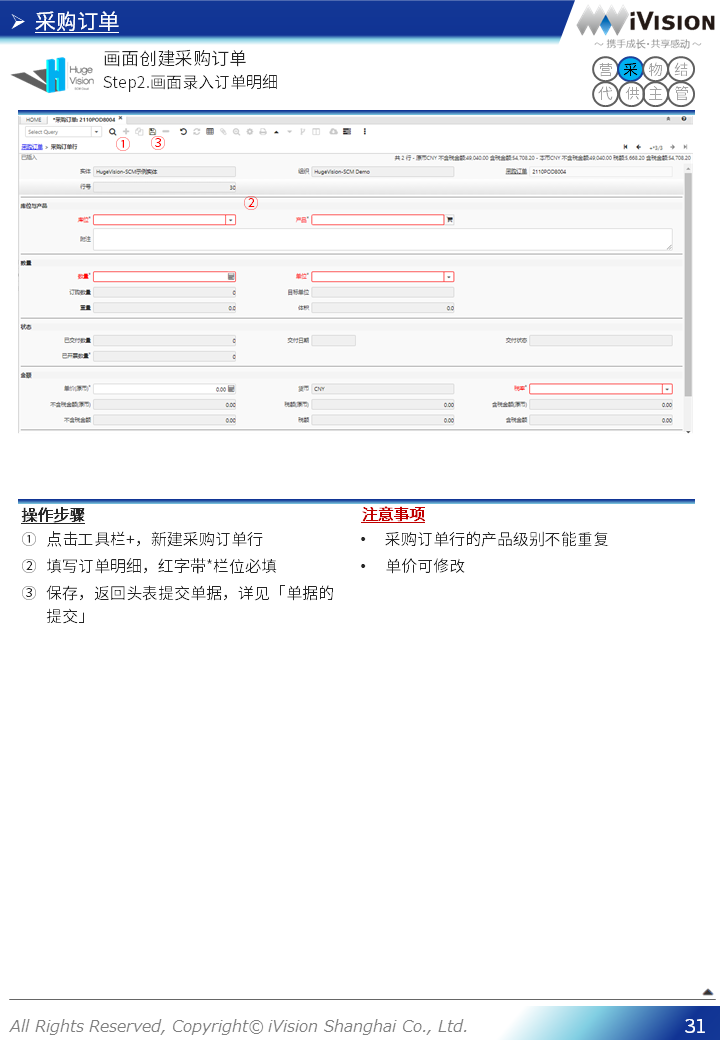 ➢ 采购订单
iVISION
～ 携手成长·共享感动 ～
Huge Vision
画面创建采购订单
Step2.画面录入订单明细
营 采 物 结
代 供 主 管
HOME *采购订单: 2110POD8004
Select Query
① ③
采购订单 > 采购订单行
*3/3
已插入
共 2 行 - 原币CNY 不含税金额:49,040.00 含税金额:54,708.20 - 本币CNY 不含税金额:49,040.00 税额:5,668.20 含税金额:54,708.20
实体 HugeVision-SCM示例实体 组织 HugeVision-SCM Demo 采购订单 2110POD8004
行号 30
②
库位与产品
库位* 产品*
附注
数量
数量* 单位*
订购数量 0 目标单位
重量 0.0 体积 0.0
状态
已交付数量 0 交付日期 交付状态
已开票数量* 0
金额
单价(原币)* 0.00 货币 CNY 税率*
不含税金额(原币) 0.00 税额(原币) 0.00 含税金额(原币) 0.00
不含税金额 0.00 税额 0.00 含税金额 0.00
操作步骤
① 点击工具栏+，新建采购订单行
② 填写订单明细，红字带*栏位必填
③ 保存，返回头表提交单据，详见「单据的
提交」
注意事项
• 采购订单行的产品级别不能重复
• 单价可修改
All Rights Reserved, Copyright© iVision Shanghai Co., Ltd.
31